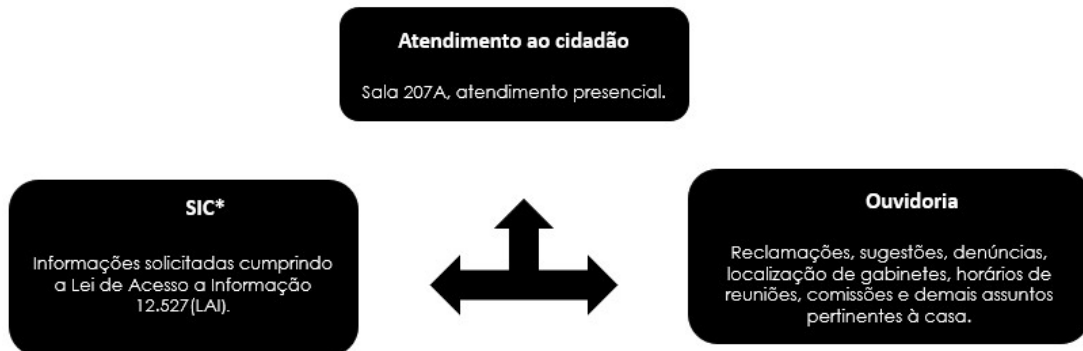 Atendimento ao cidadão
Sala 207A, atendimento presencial.
SIC*
Informações solicitadas cumprindo
a Lei de Acesso a Informação
12.527(LAI).
Ouvidoria
Reclamações, sugestões, denúncias,
localização de gabinetes, horários de
reuniões, comissões e demais assuntos
pertinentes à casa.